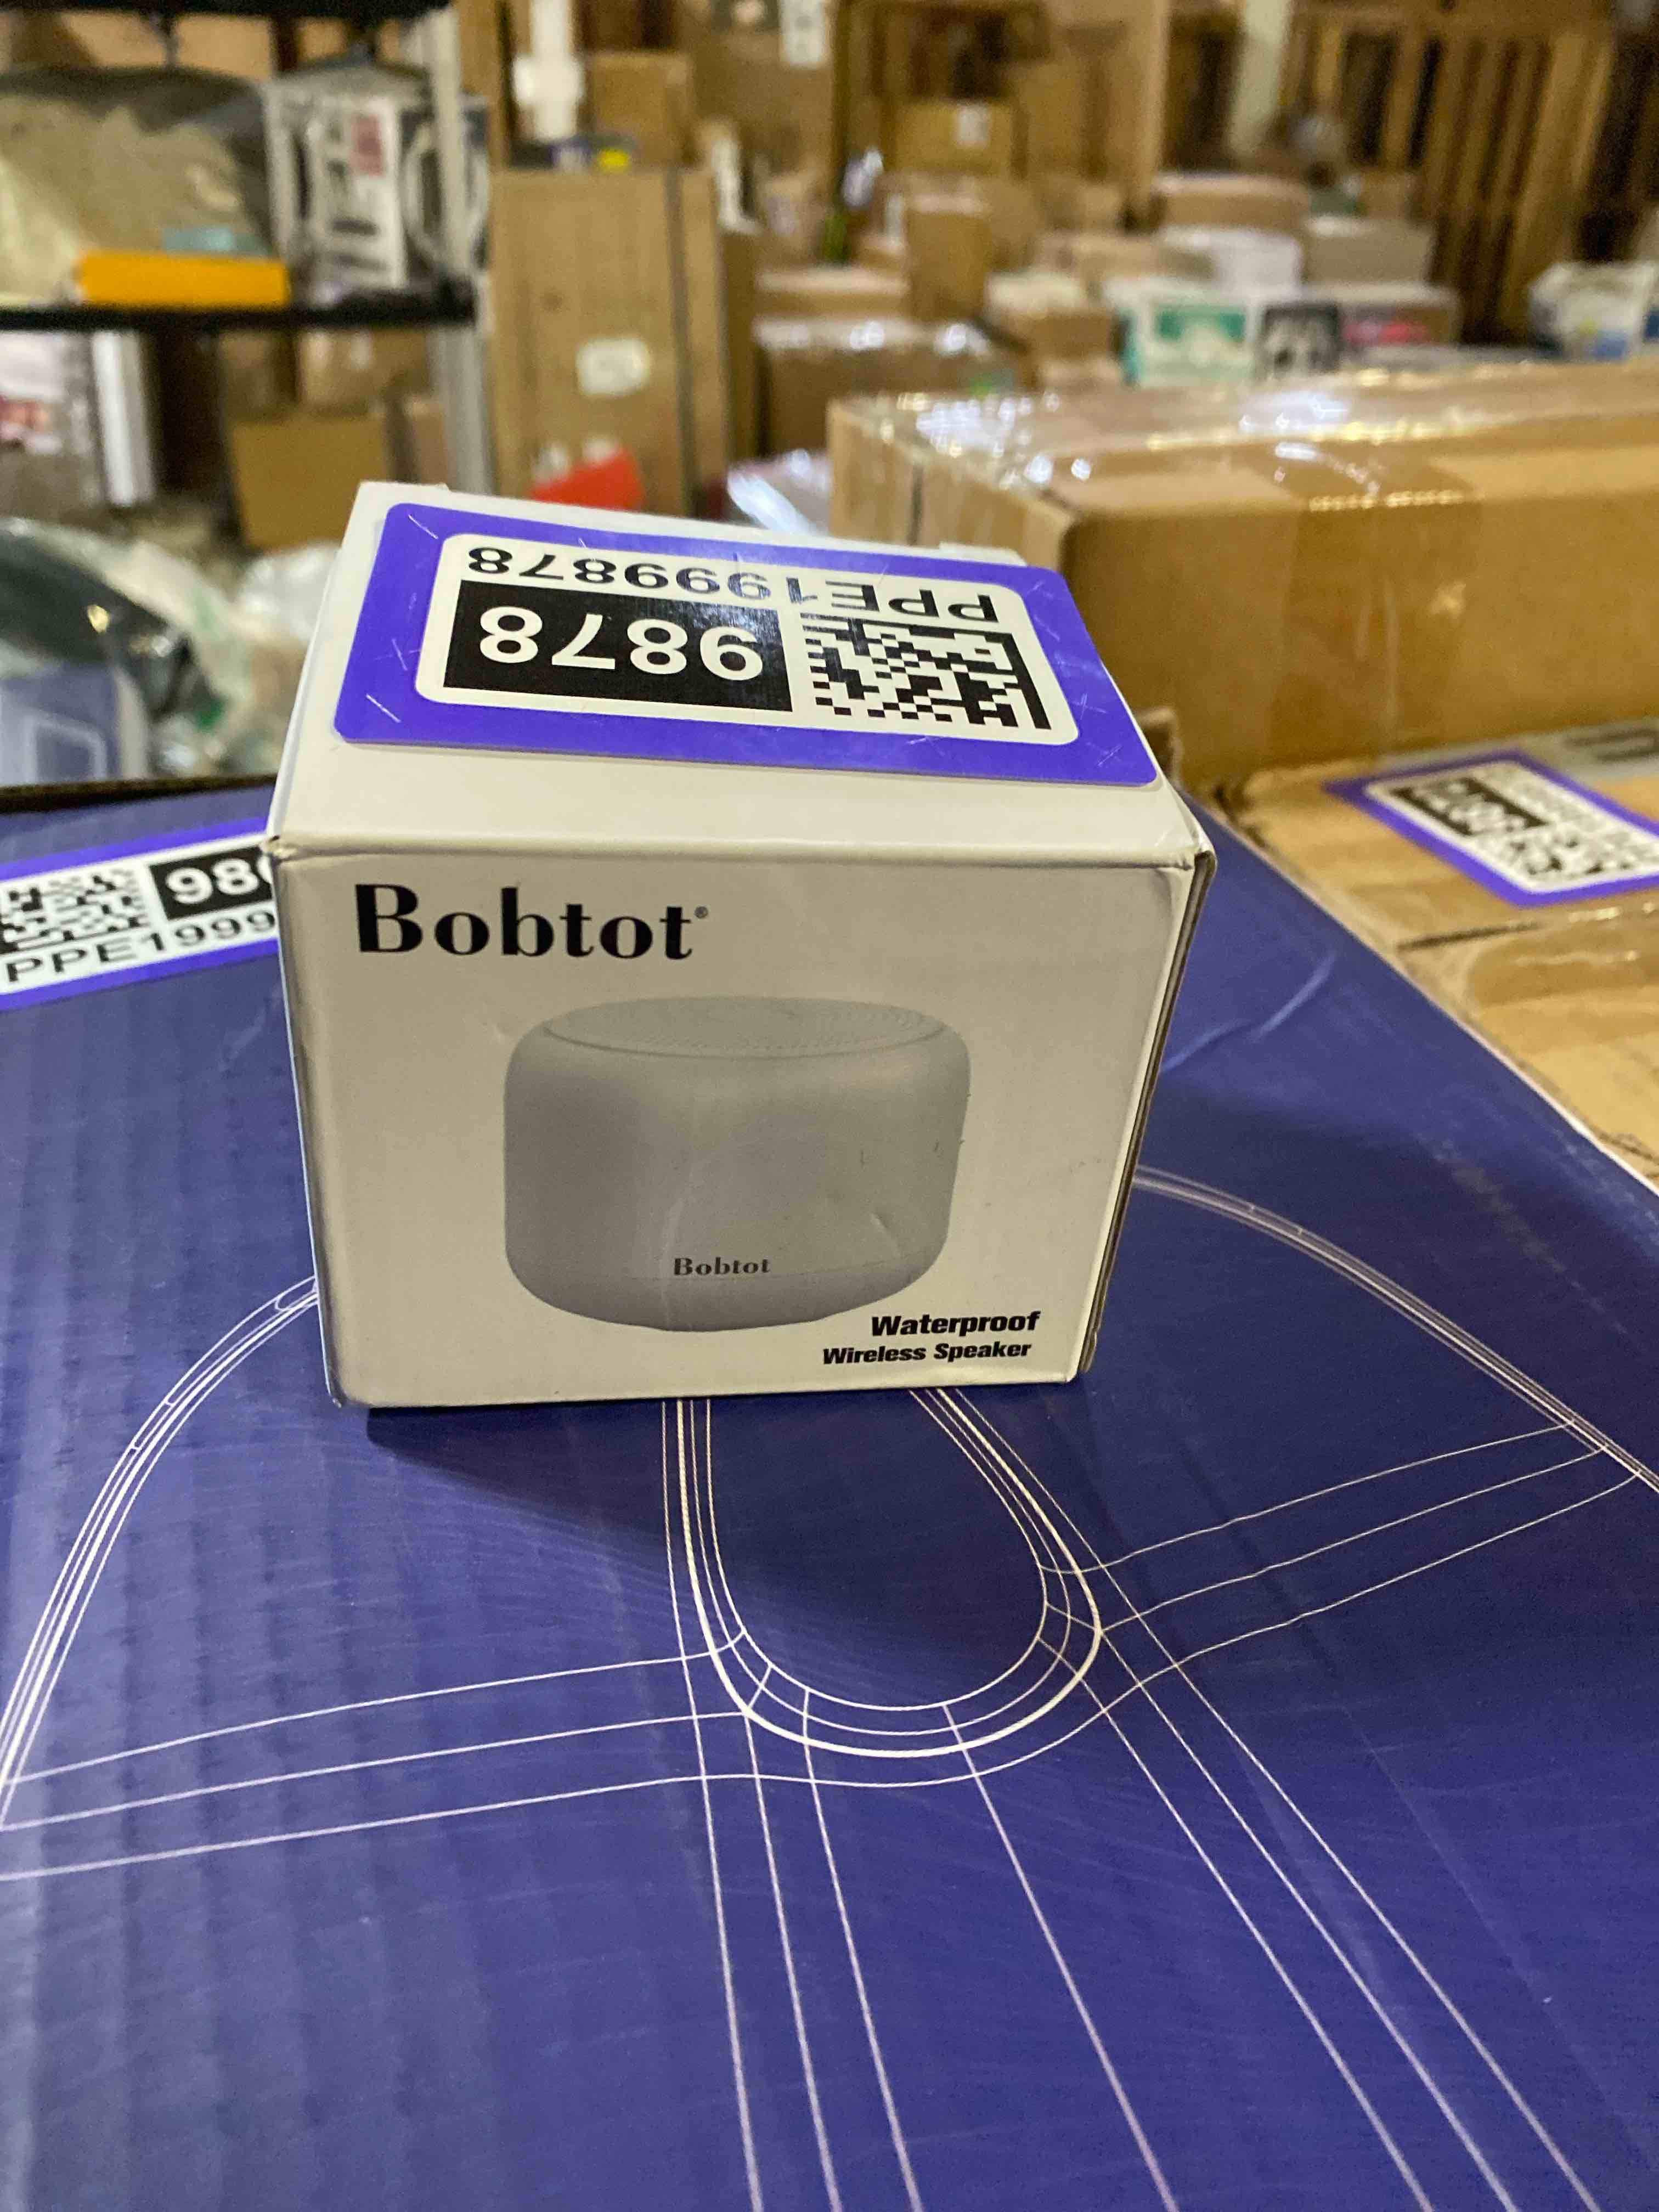 PPE1999878
9878
Bobtot®
Bobtot
Waterproof
Wireless Speaker